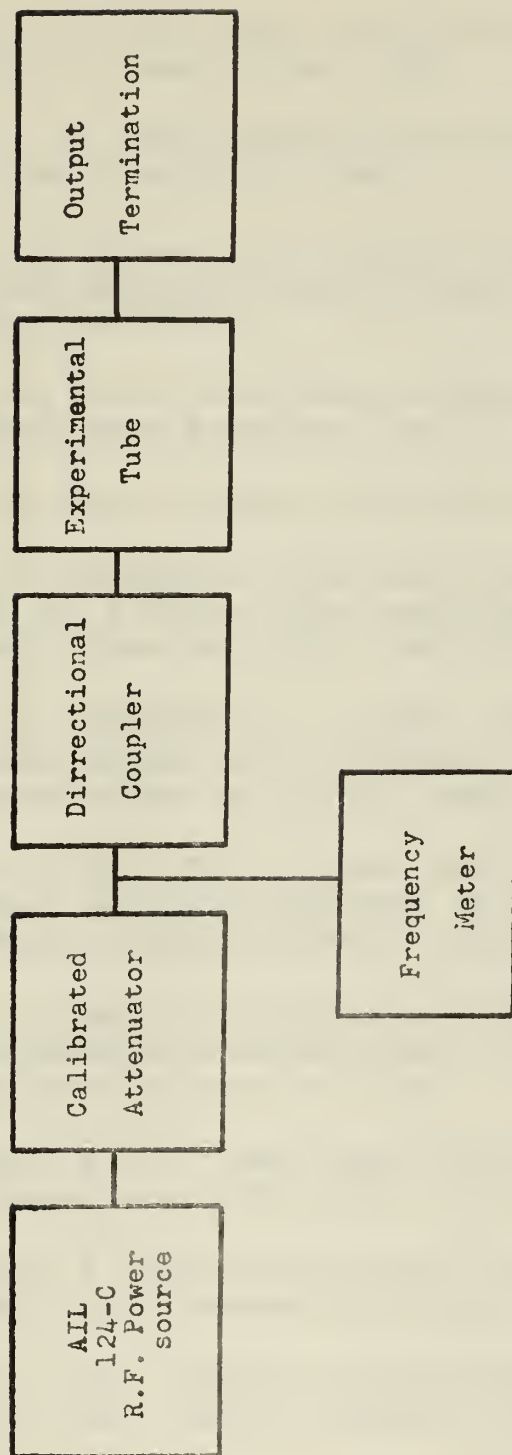 AIL
124-C
R.F. Power
source
Calibrated
Attenuator
Dirrectional
Coupler
Experimental
Tube
Output
Termination
Frequency
Meter